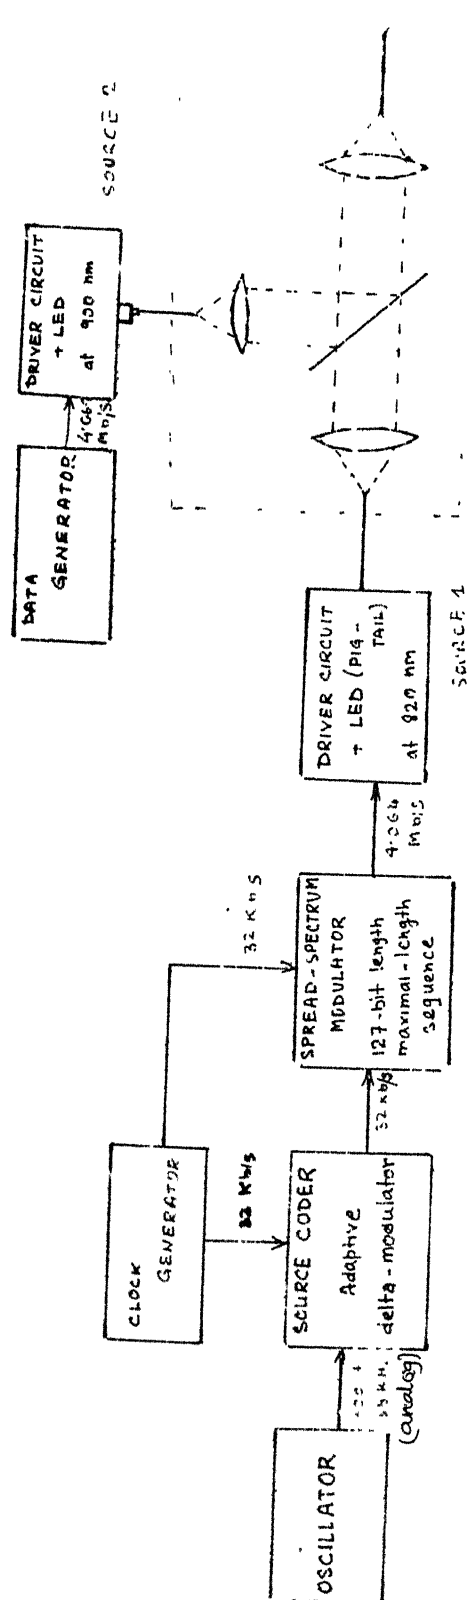 OSCILLATOR
(analog)
CLOCK
GENERATOR
32 Kb/s
SOURCE CODER
Adaptive
delta-modulator
32 Kb/s
32 Kb/s
SPREAD-SPECTRUM
MODULATOR
127-bit length
maximal-length
sequence
4.064
Mb/s
DRIVER CIRCUIT
+ LED (PIG-
TAIL)
at 820 nm
SOURCE 1
DATA
GENERATOR
4.064
Mb/s
DRIVER CIRCUIT
+ LED
at 900 nm
SOURCE 2